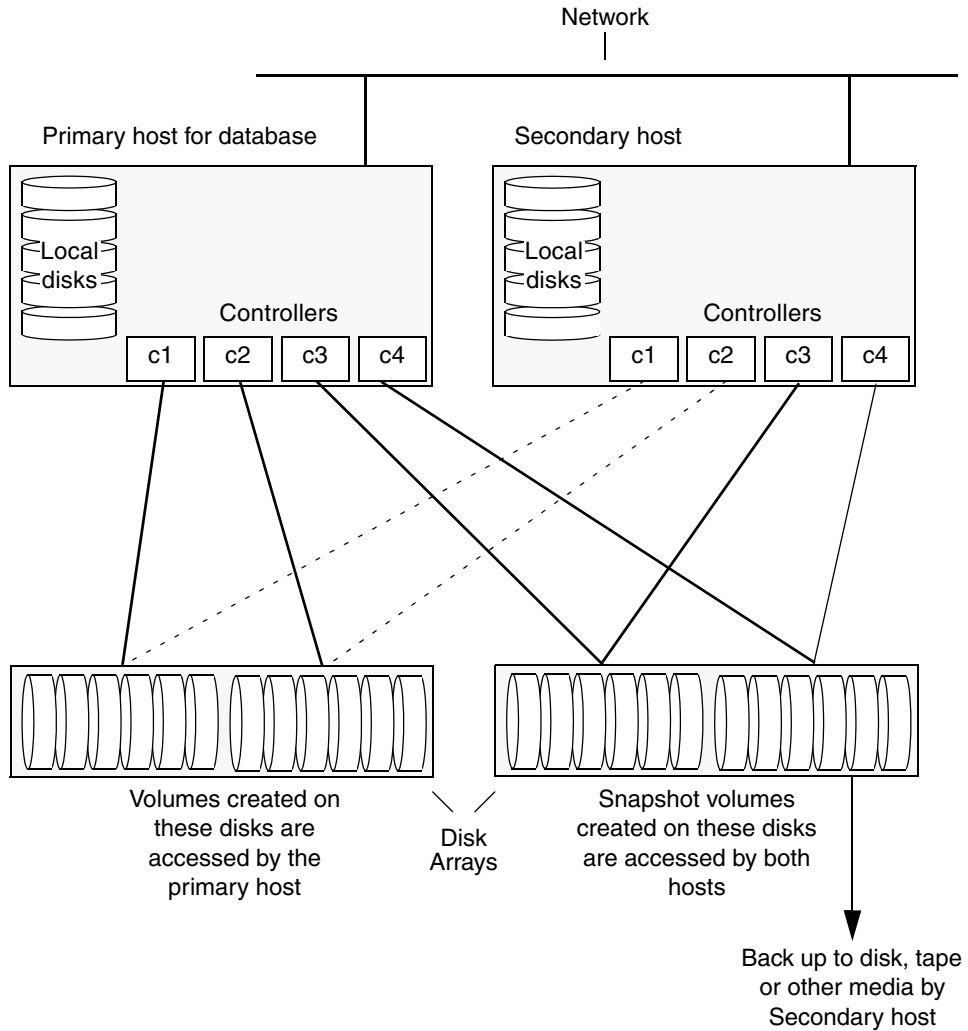 Network
Primary host for database
Secondary host
Local
disks
Local
disks
Controllers
Controllers
c1
c2
c3
c4
c1
c2
c3
c4
Volumes created on
these disks are
accessed by the
primary host
Disk
Arrays
Snapshot volumes
created on these disks
are accessed by both
hosts
Back up to disk, tape
or other media by
Secondary host